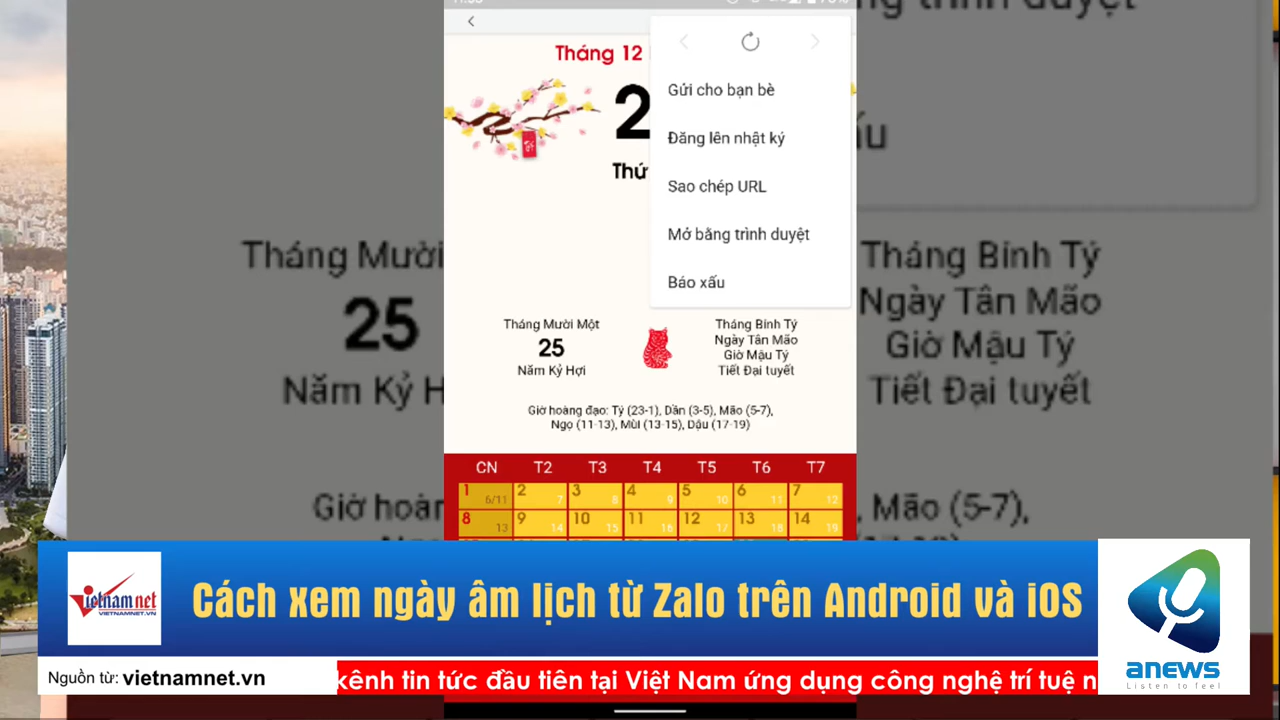 Tháng 12
2
Thứ
Gửi cho bạn bè
Đăng lên nhật ký
Sao chép URL
Mở bằng trình duyệt
Báo xấu
Tháng Mười Một
25
Năm Kỷ Hợi
Tháng Bính Tý
Ngày Tân Mão
Giờ Mậu Tý
Tiết Đại tuyết
Giờ hoàng đạo: Tý (23-1), Dần (3-5), Mão (5-7),
Ngọ (11-13), Mùi (13-15), Dậu (17-19)
CN T2 T3 T4 T5 T6 T7
1 6/11 2 7 3 8 4 9 5 10 6 11 7 12
8 13 9 14 10 15 11 16 12 17 13 18 14 19
Tháng Mười
25
Năm Kỷ H
Giờ hoàn
ng trình duyệt
ấu
Tháng Bính Tý
Ngày Tân Mão
Giờ Mậu Tý
Tiết Đại tuyết
, Mão (5-7),
Vietnamnet
VIETNAMNET.VN
Cách xem ngày âm lịch từ Zalo trên Android và iOS
anews
Listen to feel
Nguồn từ: vietnamnet.vn
kênh tin tức đầu tiên tại Việt Nam ứng dụng công nghệ trí tuệ n